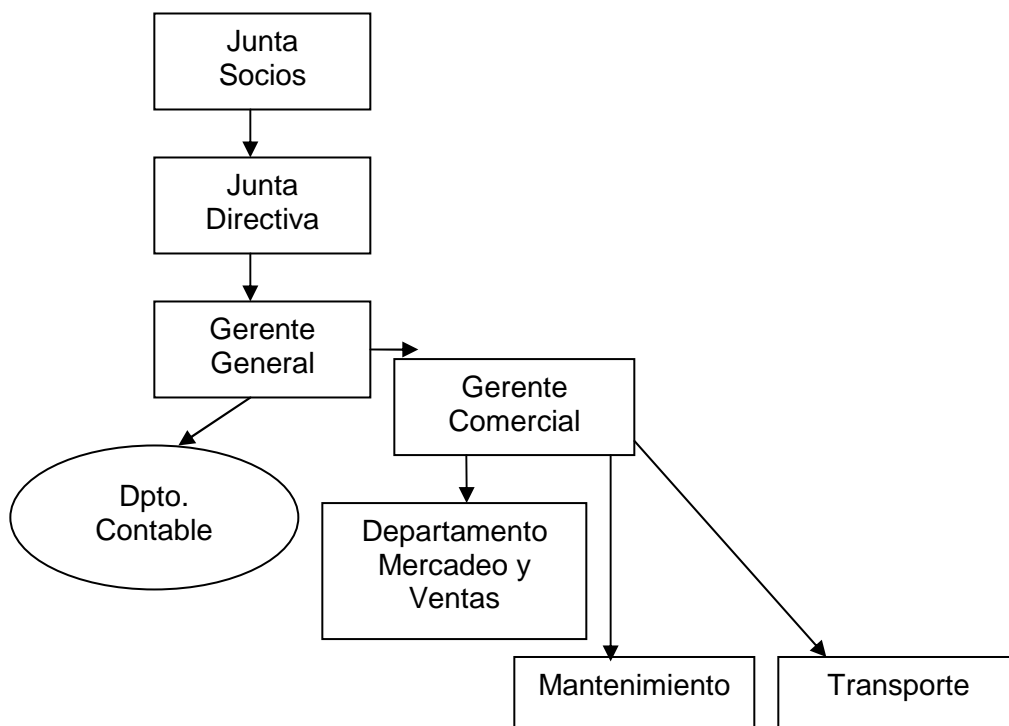 Junta
Socios
Junta
Directiva
Gerente
General
Gerente
Comercial
Dpto.
Contable
Departamento
Mercadeo y
Ventas
Mantenimiento
Transporte